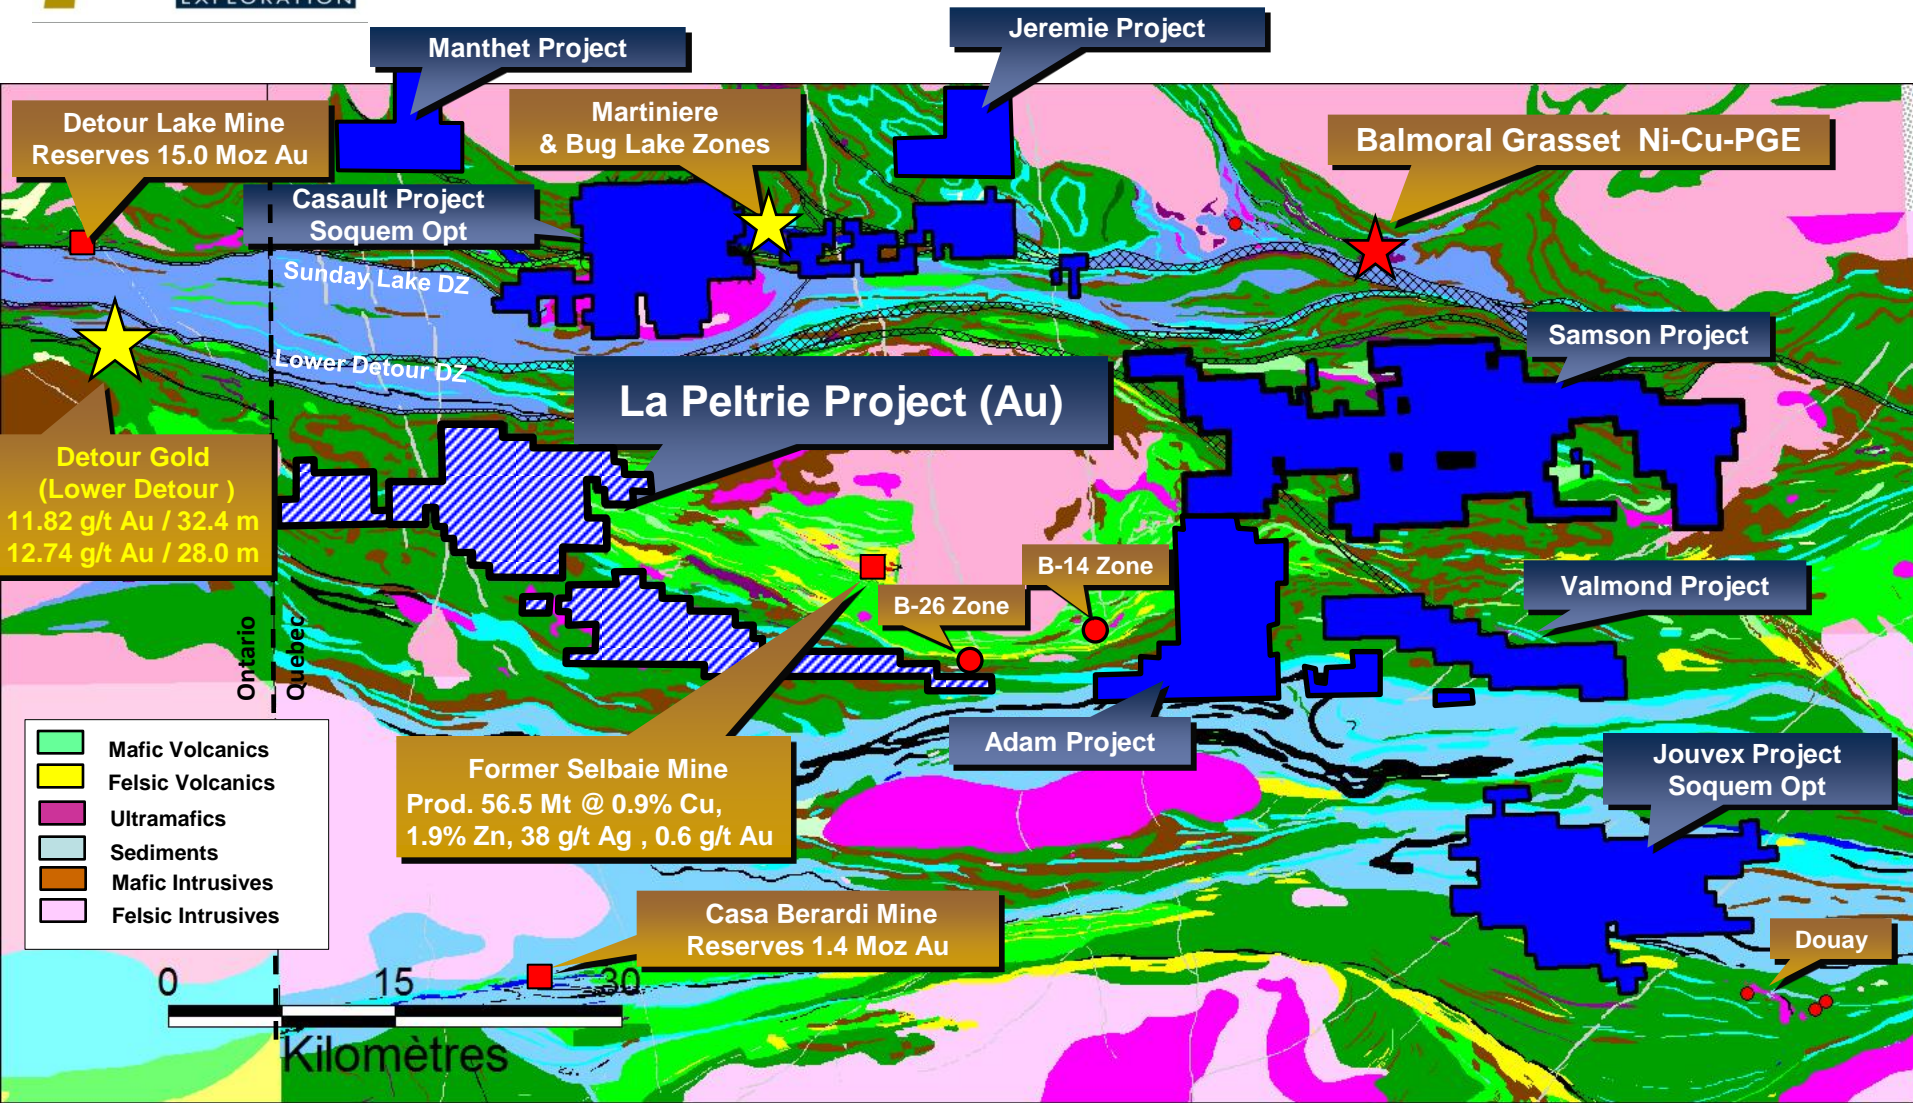 EXPLORATION
Manthet Project
Jeremie Project
Detour Lake Mine
Reserves 15.0 Moz Au
Martiniere
& Bug Lake Zones
Balmoral Grasset Ni-Cu-PGE
Casault Project
Soquem Opt
Sunday Lake DZ
Samson Project
Lower Detour DZ
La Peltrie Project (Au)
Detour Gold
(Lower Detour )
11.82 g/t Au / 32.4 m
12.74 g/t Au / 28.0 m
B-14 Zone
B-26 Zone
Valmond Project
Ontario
Quebec
Adam Project
Former Selbaie Mine
Prod. 56.5 Mt @ 0.9% Cu,
1.9% Zn, 38 g/t Ag , 0.6 g/t Au
Jouvex Project
Soquem Opt
Mafic Volcanics
Felsic Volcanics
Ultramafics
Sediments
Mafic Intrusives
Felsic Intrusives
Casa Berardi Mine
Reserves 1.4 Moz Au
Douay
0 15 30
Kilomètres